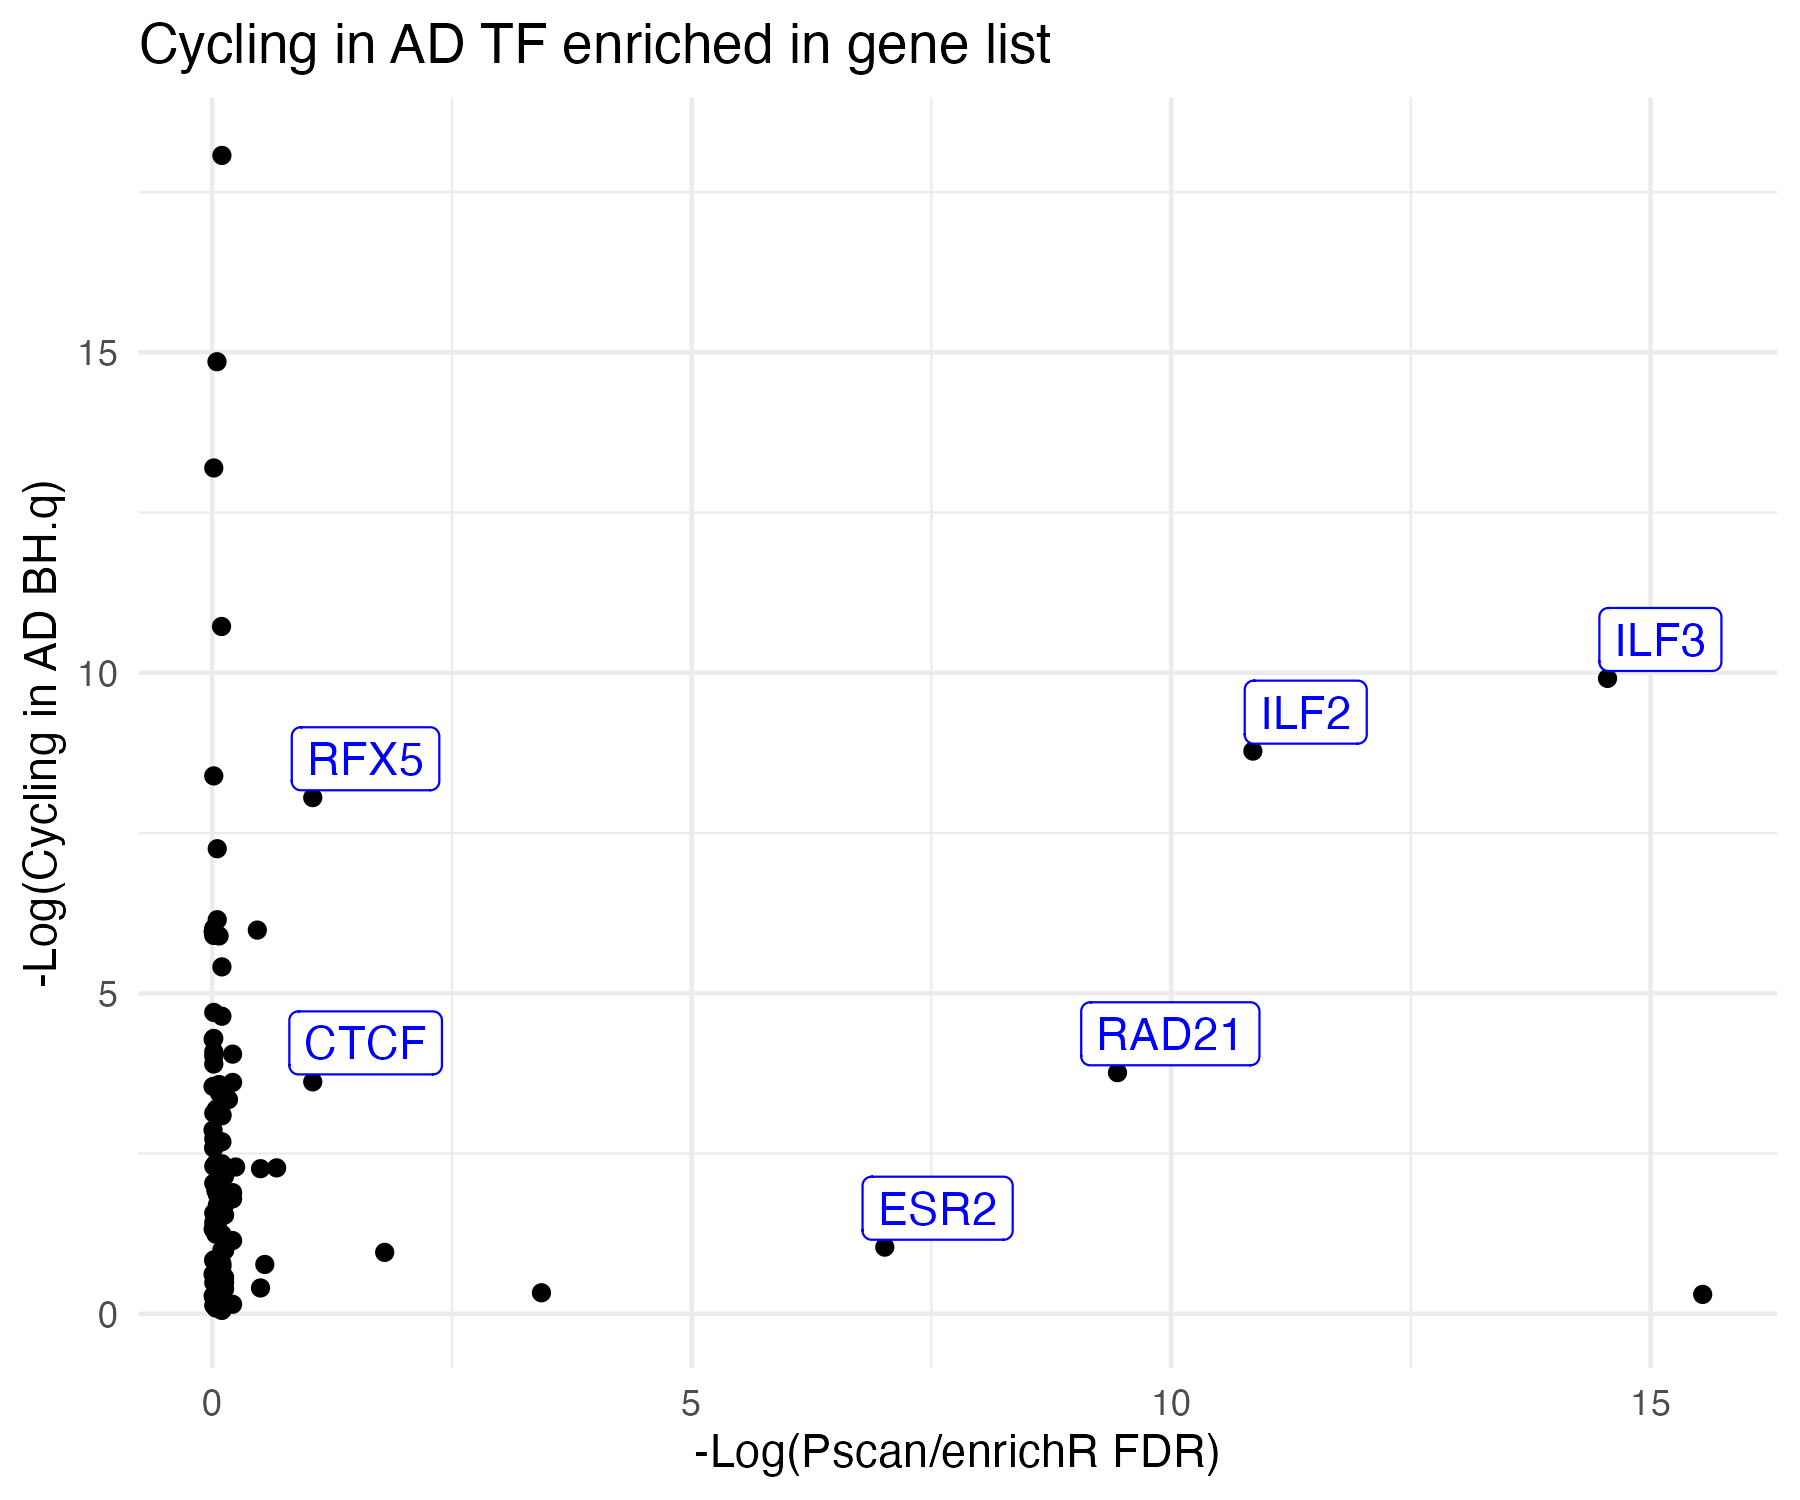 Cycling in AD TF enriched in gene list
-Log(Cycling in AD BH.q)
15
10
5
0
ILF3
ILF2
RFX5
CTCF
RAD21
ESR2
0
5
10
15
-Log(Pscan/enrichR FDR)